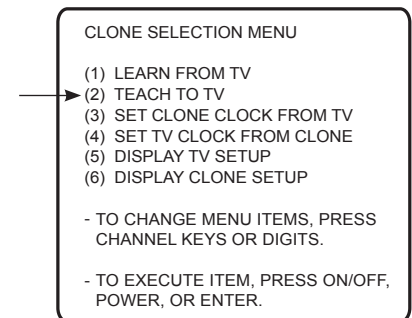 CLONE SELECTION MENU
(1) LEARN FROM TV
(2) TEACH TO TV
(3) SET CLONE CLOCK FROM TV
(4) SET TV CLOCK FROM CLONE
(5) DISPLAY TV SETUP
(6) DISPLAY CLONE SETUP
- TO CHANGE MENU ITEMS, PRESS
CHANNEL KEYS OR DIGITS.
- TO EXECUTE ITEM, PRESS ON/OFF,
POWER, OR ENTER.